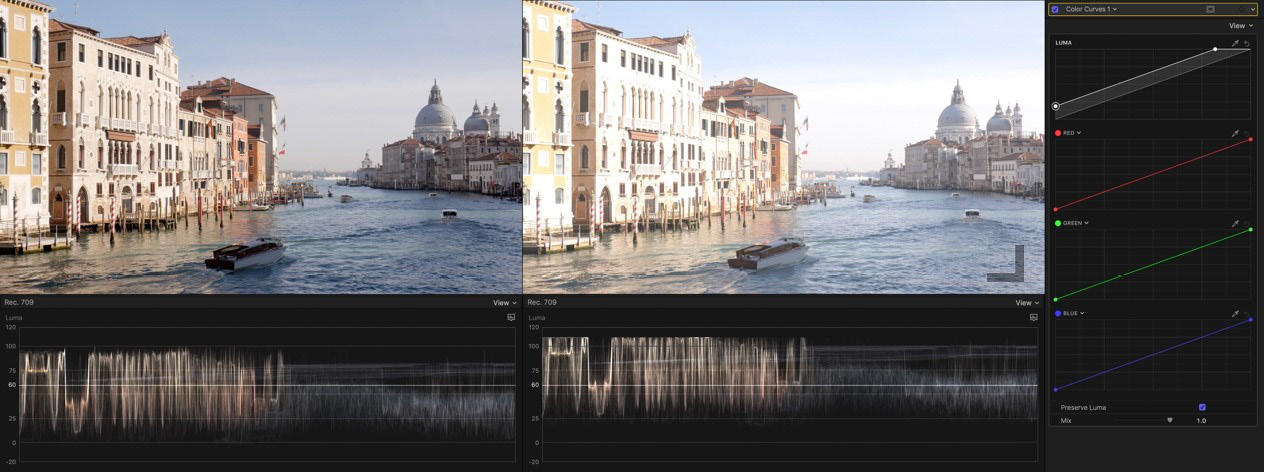 Color Curves 1
View
LUMA
RED
GREEN
BLUE
Preserve Luma
Mix 1.0
Rec. 709 View
Luma
120
100
75
60
25
0
-20
Rec. 709 View
Luma
120
100
75
60
25
0
-20